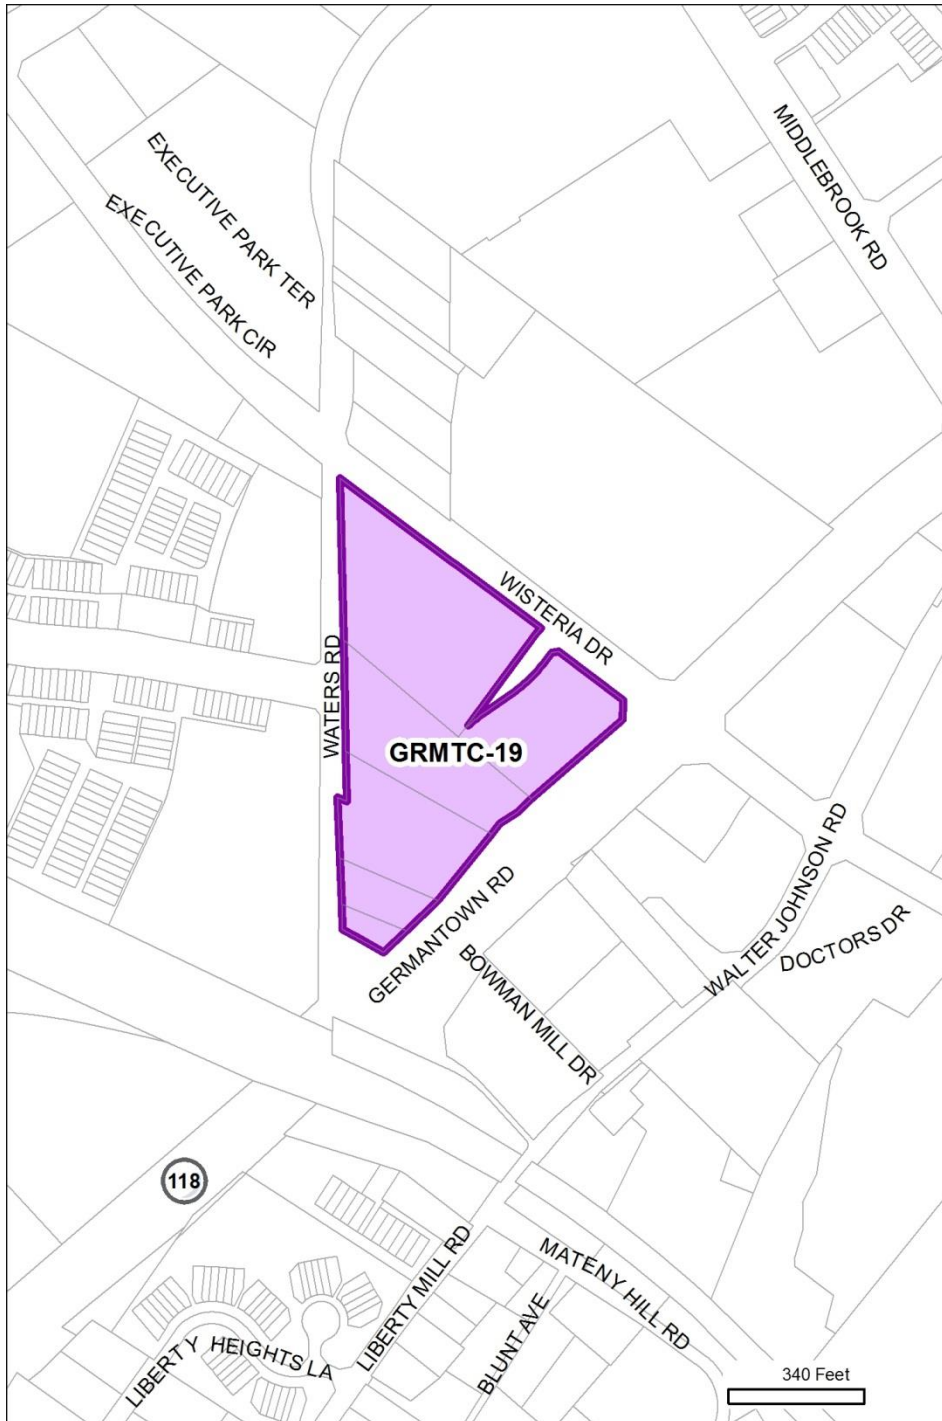 MIDDLEBROOK RD
EXECUTIVE PARK TER
EXECUTIVE PARK CIR
WISTERIA DR
WATERS RD
GRMTC-19
WALTER JOHNSON RD
GERMANTOWN RD
DOCTORS DR
BOWMAN MILL DR
118
LIBERTY MILL RD
MATENY HILL RD
BLUNT AVE
LIBERTY HEIGHTS LA
340 Feet